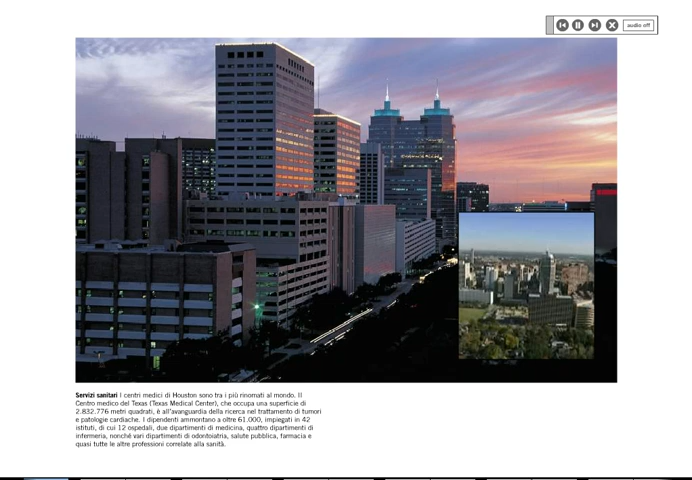 audio off
Servizi sanitari I centri medici di Houston sono tra i più rinomati al mondo. Il
Centro medico del Texas (Texas Medical Center), che occupa una superficie di
2.832.776 metri quadrati, è all'avanguardia della ricerca nel trattamento di tumori
e patologie cardiache. I dipendenti ammontano a oltre 61.000, impiegati in 42
istituti, di cui 12 ospedali, due dipartimenti di medicina, quattro dipartimenti di
infermeria, nonché vari dipartimenti di odontoiatria, salute pubblica, farmacia e
quasi tutte le altre professioni correlate alla sanità.